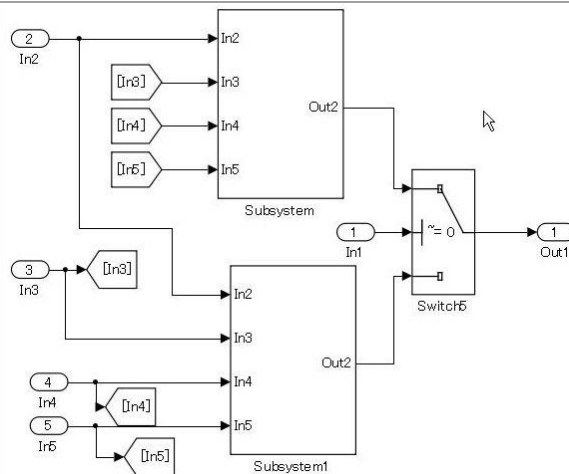 2
In2
In2
[In3]
In3
[In4]
In4
[In5]
In5
Out2
Subsystem
1
In1
~= 0
1
Out1
Switch5
3
In3
[In3]
In2
In3
4
In4
[In4]
In4
Out2
5
In5
[In5]
In5
Subsystem1